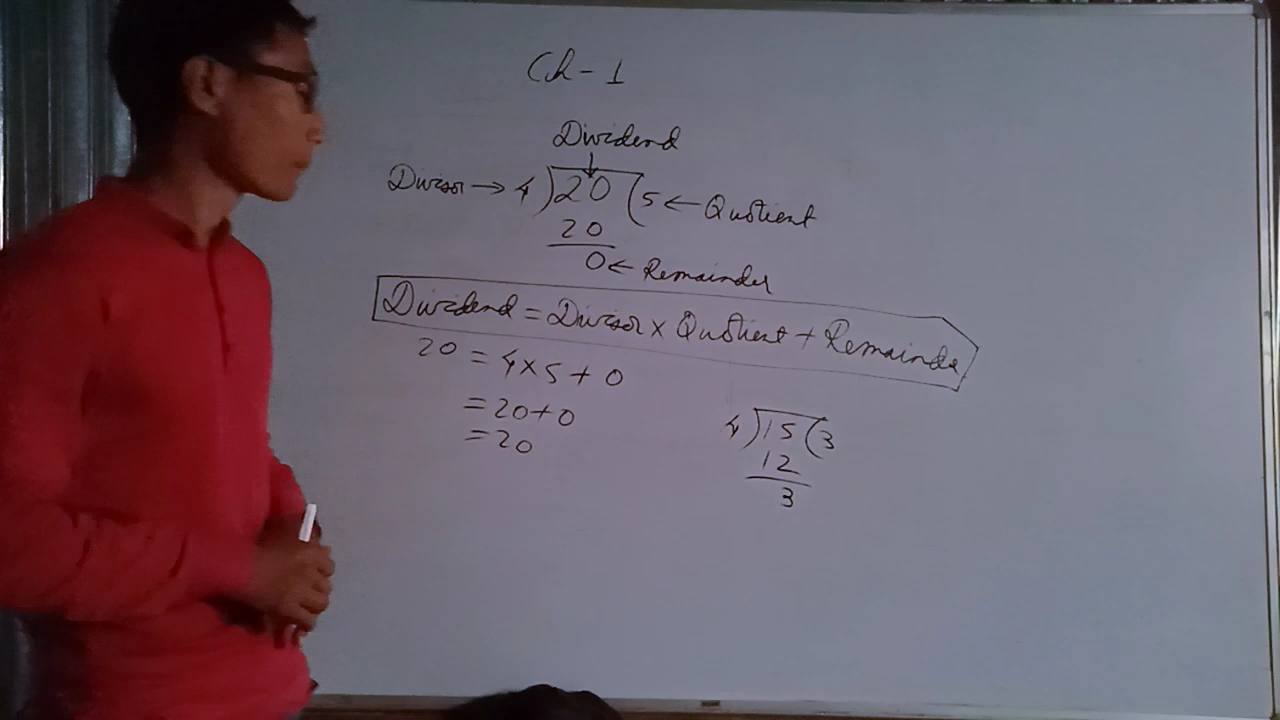 Ch-1
Dividend
↓
Divisor → 4)20(5 ← Quotient
20
0 ← Remainder
Dividend = Divisor × Quotient + Remainde
20 = 4×5 + 0
= 20+0
= 20
4)15(3
12
3